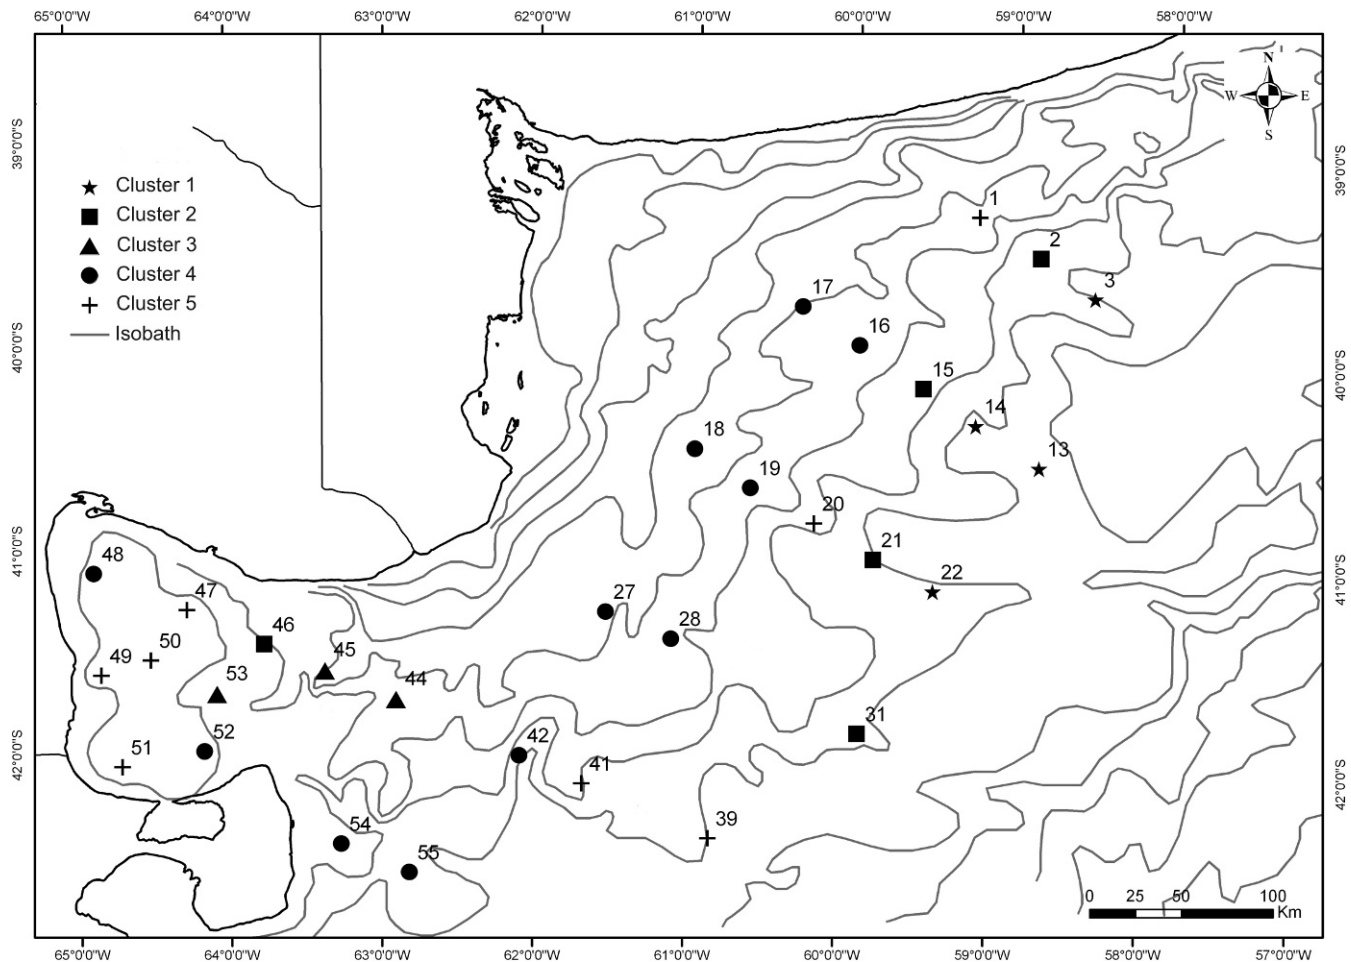 65°0'0"W 64°0'0"W 63°0'0"W 62°0'0"W 61°0'0"W 60°0'0"W 59°0'0"W 58°0'0"W
N
W E
S
39°0'0"S
39°0'0"S
Cluster 1
Cluster 2
Cluster 3
Cluster 4
Cluster 5
Isobath
1
2
3
17
16
40°0'0"S
40°0'0"S
15
14
18
13
19
20
21
41°0'0"S
41°0'0"S
48
22
47
27
46
28
50
45
49
53
44
31
52
42
51
41
42°0'0"S
42°0'0"S
54
39
55
0 25 50 100
Km
65°0'0"W 64°0'0"W 63°0'0"W 62°0'0"W 61°0'0"W 60°0'0"W 59°0'0"W 58°0'0"W 57°0'0"W